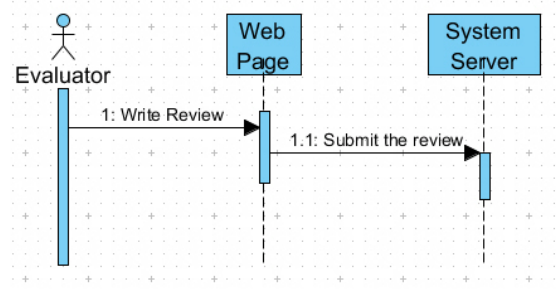 Web
Page
System
Server
Evaluator
1: Write Review
1.1: Submit the review